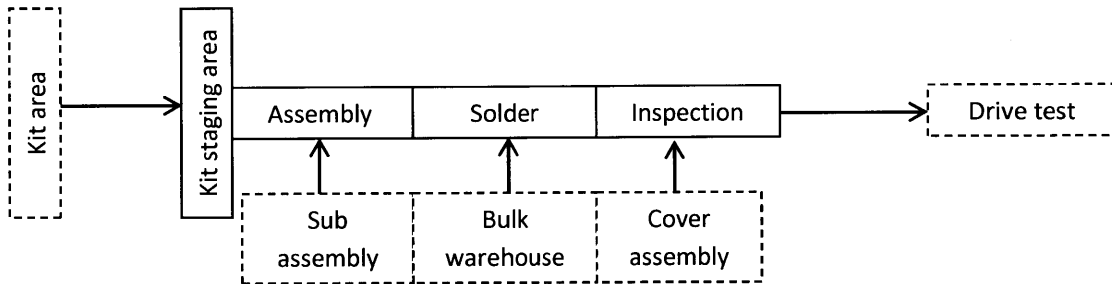 Kit area
Kit staging area
Assembly
Solder
Inspection
Drive test
Sub
assembly
Bulk
warehouse
Cover
assembly